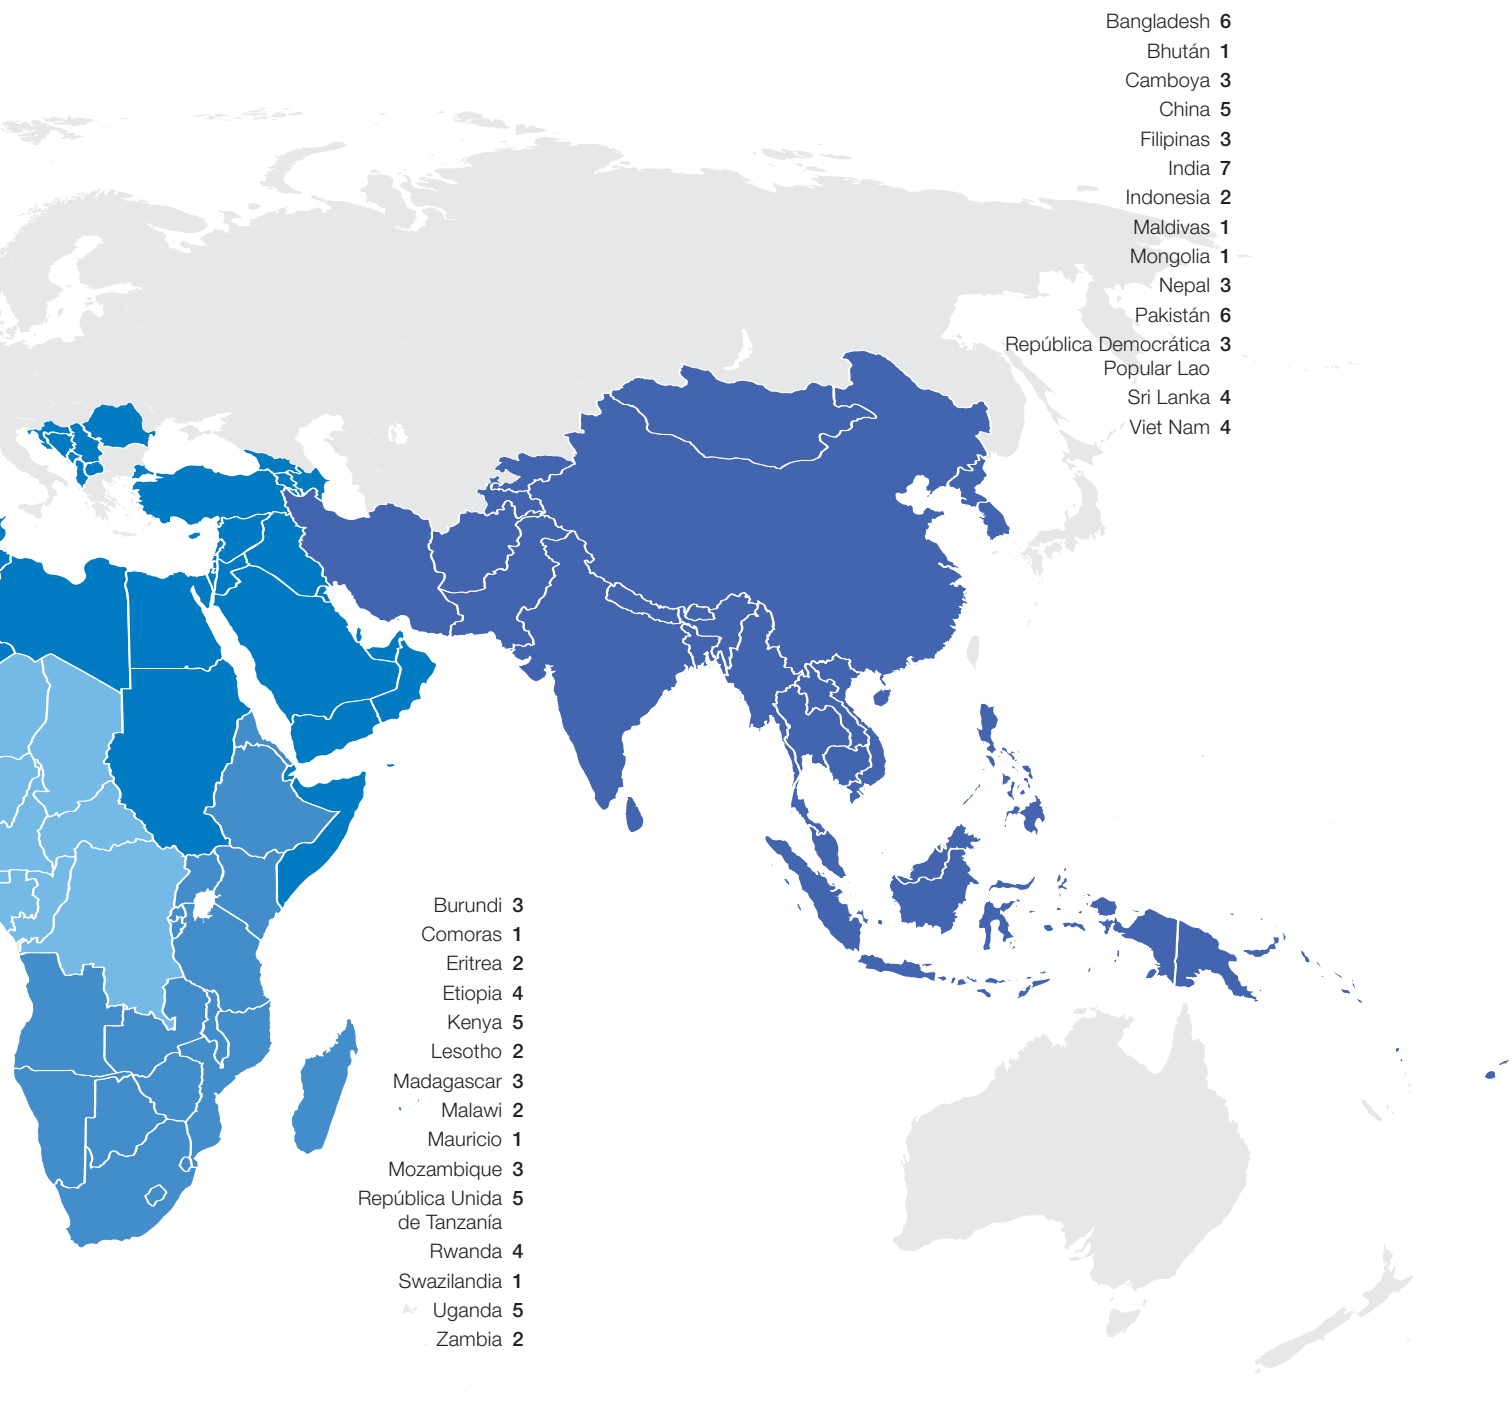 Bangladesh 6
Bhután 1
Camboya 3
China 5
Filipinas 3
India 7
Indonesia 2
Maldivas 1
Mongolia 1
Nepal 3
Pakistán 6
República Democrática 3
Popular Lao
Sri Lanka 4
Viet Nam 4
Burundi 3
Comoras 1
Eritrea 2
Etiopia 4
Kenya 5
Lesotho 2
Madagascar 3
Malawi 2
Mauricio 1
Mozambique 3
República Unida 5
de Tanzanía
Rwanda 4
Swazilandia 1
Uganda 5
Zambia 2